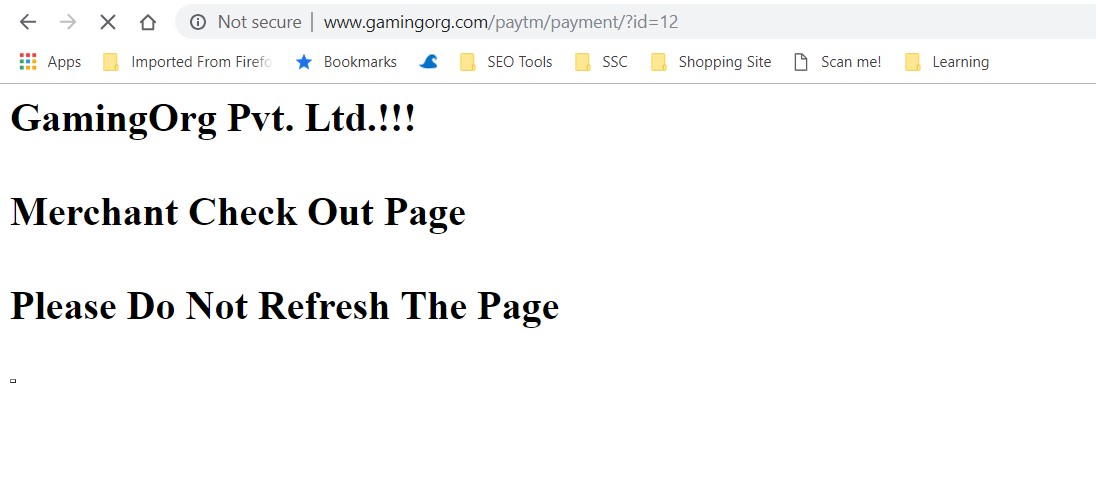 Not secure | www.gamingorg.com/paytm/payment/?id=12
Apps Imported From Firefo Bookmarks SEO Tools SSC Shopping Site Scan me! Learning
GamingOrg Pvt. Ltd.!!!
Merchant Check Out Page
Please Do Not Refresh The Page